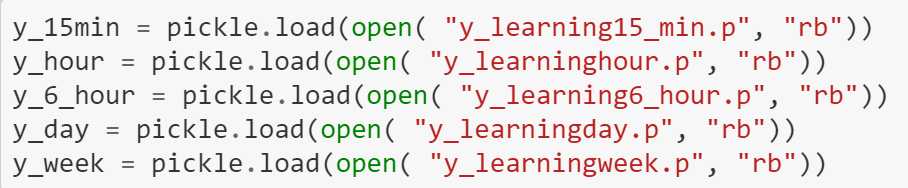 y_15min = pickle.load(open( "y_learning15_min.p", "rb"))
y_hour = pickle.load(open( "y_learninghour.p", "rb"))
y_6_hour = pickle.load(open( "y_learning6_hour.p", "rb"))
y_day = pickle.load(open( "y_learningday.p", "rb"))
y_week = pickle.load(open( "y_learningweek.p", "rb"))